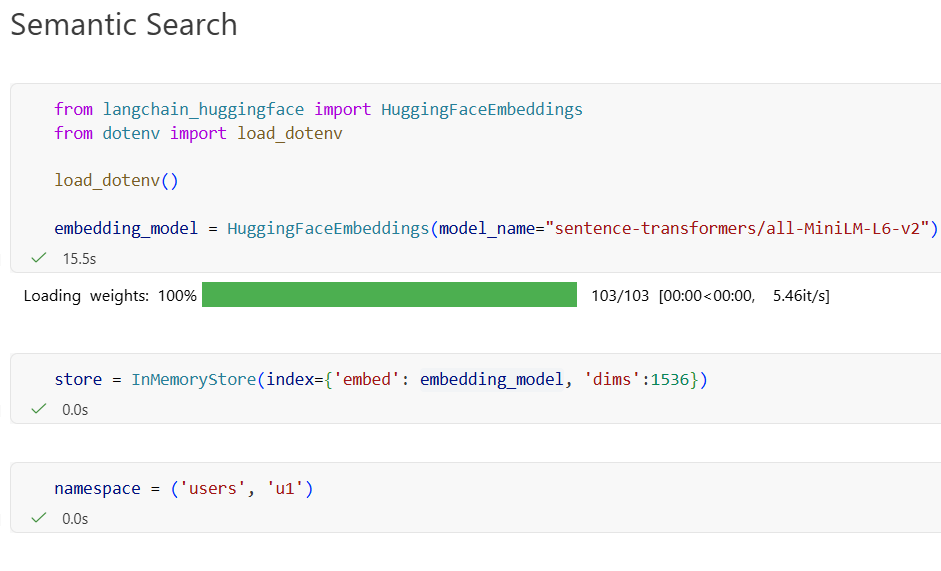 Semantic Search
from langchain_huggingface import HuggingFaceEmbeddings
from dotenv import load_dotenv
load_dotenv()
embedding_model = HuggingFaceEmbeddings(model_name="sentence-transformers/all-MiniLM-L6-v2")
15.5s
Loading weights: 100% 103/103 [00:00<00:00, 5.46it/s]
store = InMemoryStore(index={'embed': embedding_model, 'dims':1536})
0.0s
namespace = ('users', 'u1')
0.0s